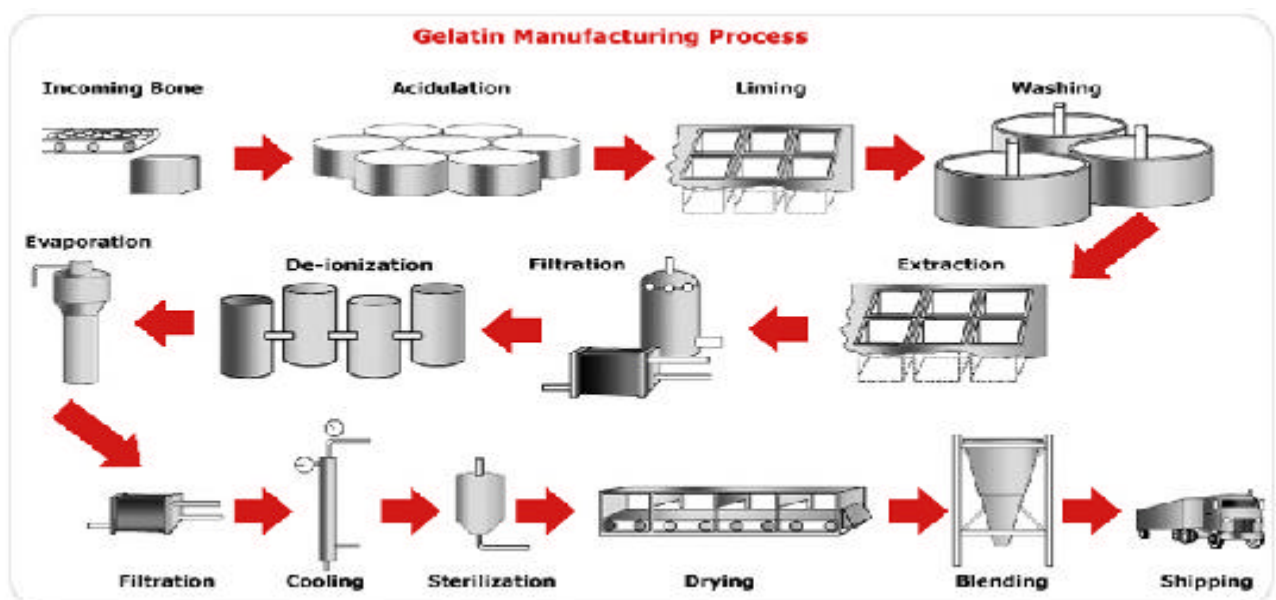 Gelatin Manufacturing Process
Incoming Bone
Acidulation
Liming
Washing
Evaporation
De-ionization
Filtration
Extraction
Filtration
Cooling
Sterilization
Drying
Blending
Shipping